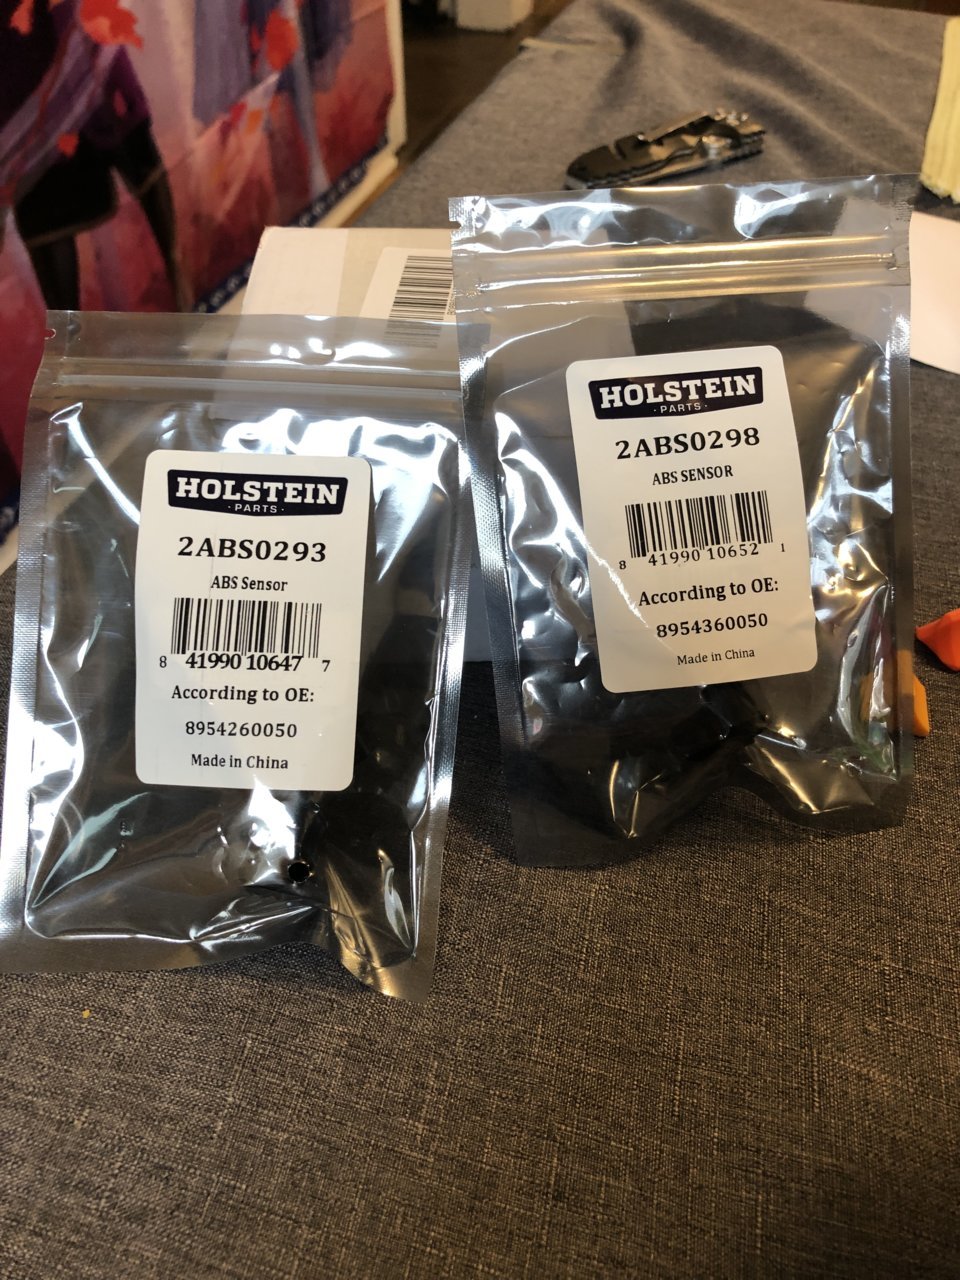 HOLSTEIN
·PARTS·
2ABS0293
ABS Sensor
8 41990 10647 7
According to OE:
8954260050
Made in China
HOLSTEIN
·PARTS·
2ABS0298
ABS SENSOR
8 41990 10652 1
According to OE:
8954360050
Made in China